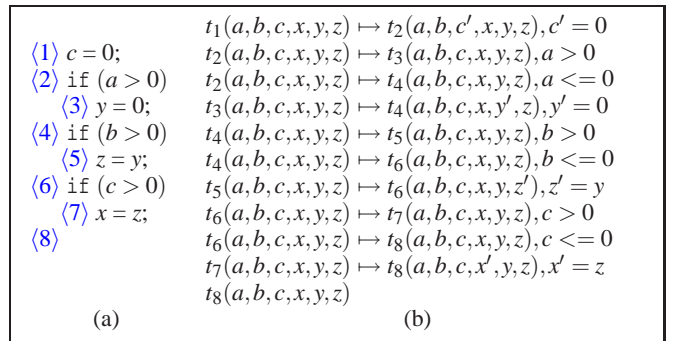 t1(a,b,c,x,y,z) ↦ t2(a,b,c′,x,y,z),c′ = 0
⟨1⟩ c = 0; t2(a,b,c,x,y,z) ↦ t3(a,b,c,x,y,z),a > 0
⟨2⟩ if (a > 0) t2(a,b,c,x,y,z) ↦ t4(a,b,c,x,y,z),a <= 0
⟨3⟩ y = 0; t3(a,b,c,x,y,z) ↦ t4(a,b,c,x,y′,z),y′ = 0
⟨4⟩ if (b > 0) t4(a,b,c,x,y,z) ↦ t5(a,b,c,x,y,z),b > 0
⟨5⟩ z = y; t4(a,b,c,x,y,z) ↦ t6(a,b,c,x,y,z),b <= 0
⟨6⟩ if (c > 0) t5(a,b,c,x,y,z) ↦ t6(a,b,c,x,y,z′),z′ = y
⟨7⟩ x = z; t6(a,b,c,x,y,z) ↦ t7(a,b,c,x,y,z),c > 0
⟨8⟩ t6(a,b,c,x,y,z) ↦ t8(a,b,c,x,y,z),c <= 0
t7(a,b,c,x,y,z) ↦ t8(a,b,c,x′,y,z),x′ = z
t8(a,b,c,x,y,z)
(a) (b)